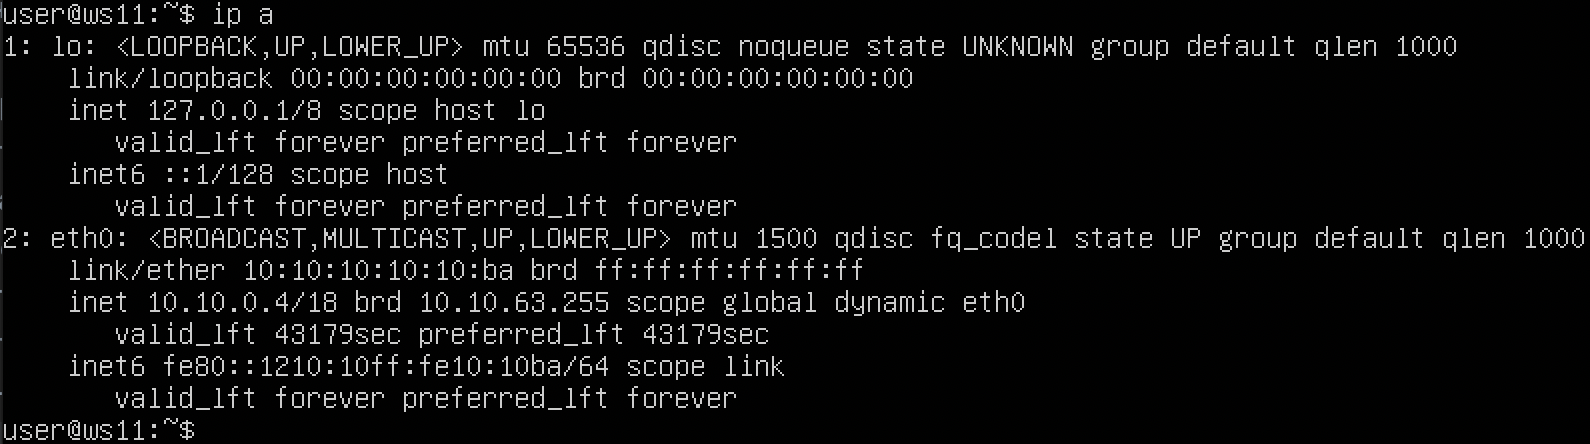 user@ws11:~$ ip a
1: lo: <LOOPBACK,UP,LOWER_UP> mtu 65536 qdisc noqueue state UNKNOWN group default qlen 1000
    link/loopback 00:00:00:00:00:00 brd 00:00:00:00:00:00
    inet 127.0.0.1/8 scope host lo
       valid_lft forever preferred_lft forever
    inet6 ::1/128 scope host
       valid_lft forever preferred_lft forever
2: eth0: <BROADCAST,MULTICAST,UP,LOWER_UP> mtu 1500 qdisc fq_codel state UP group default qlen 1000
    link/ether 10:10:10:10:10:ba brd ff:ff:ff:ff:ff:ff
    inet 10.10.0.4/18 brd 10.10.63.255 scope global dynamic eth0
       valid_lft 43179sec preferred_lft 43179sec
    inet6 fe80::1210:10ff:fe10:10ba/64 scope link
       valid_lft forever preferred_lft forever
user@ws11:~$